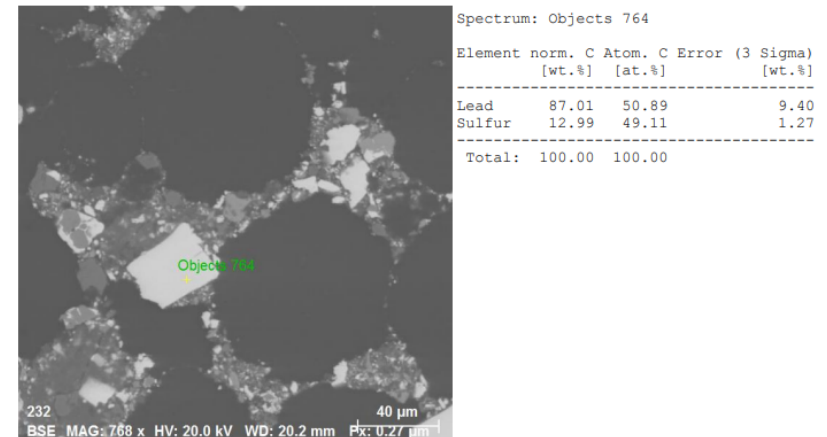 Spectrum: Objects 764
Element norm. C Atom. C Error (3 Sigma)
[wt.%] [at.%] [wt.%]
---------------------------------------------
Lead 87.01 50.89 9.40
Sulfur 12.99 49.11 1.27
---------------------------------------------
Total: 100.00 100.00
Objects 764
232
40 µm
BSE MAG: 768 x HV: 20.0 kV WD: 20.2 mm Px: 0.27 µm